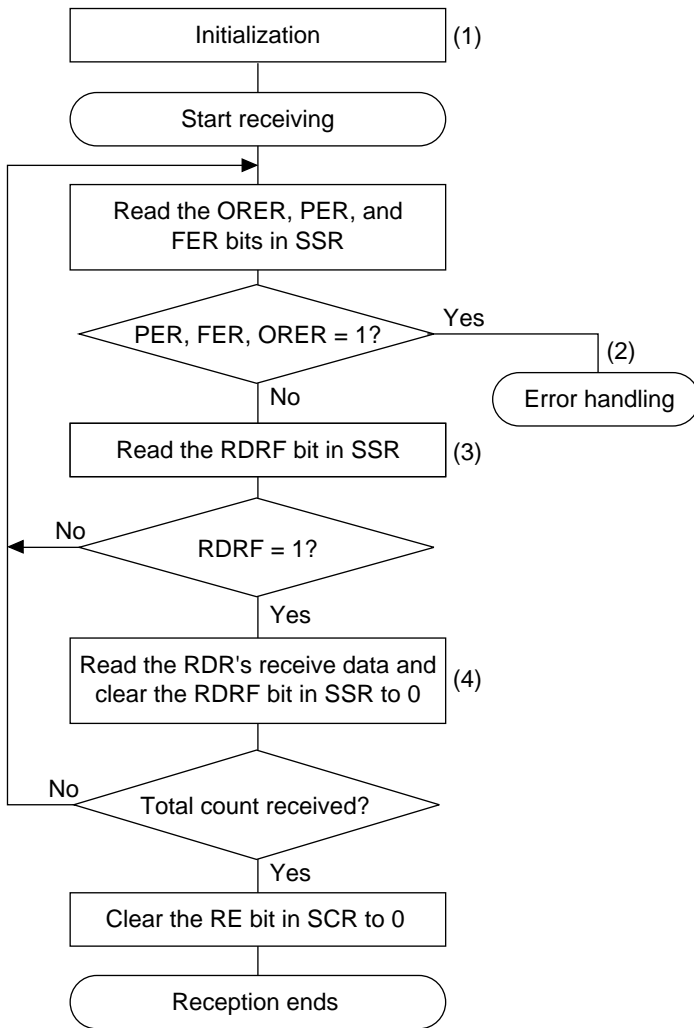 Initialization
(1)
Start receiving
Read the ORER, PER, and
FER bits in SSR
PER, FER, ORER = 1?
Yes
(2)
Error handling
No
Read the RDRF bit in SSR
(3)
No
RDRF = 1?
Yes
Read the RDR's receive data and
clear the RDRF bit in SSR to 0
(4)
No
Total count received?
Yes
Clear the RE bit in SCR to 0
Reception ends